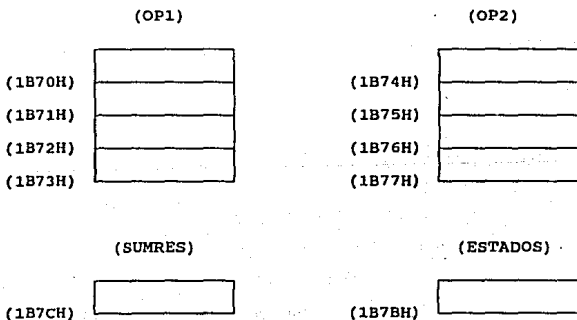 (OP1) (OP2)
(1B70H) (1B74H)
(1B71H) (1B75H)
(1B72H) (1B76H)
(1B73H) (1B77H)
(SUMRES) (ESTADOS)
(1B7CH) (1B7BH)